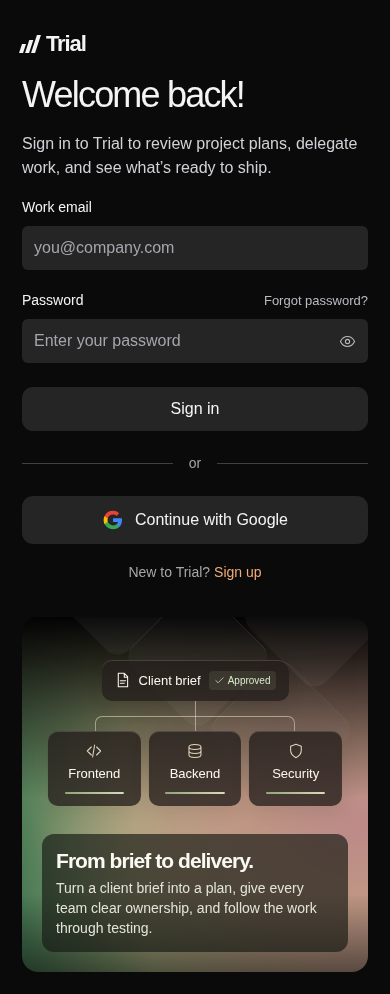 Trial
Welcome back!
Sign in to Trial to review project plans, delegate
work, and see what's ready to ship.
Work email
you@company.com
Password Forgot password?
Enter your password
Sign in
or
Continue with Google
New to Trial? Sign up
Client brief Approved
Frontend Backend Security
From brief to delivery.
Turn a client brief into a plan, give every
team clear ownership, and follow the work
through testing.